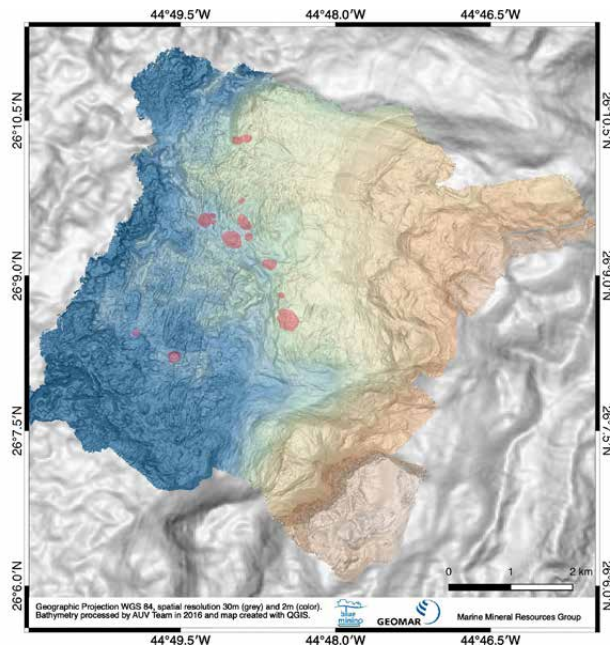 44°49.5'W 44°48.0'W 44°46.5'W
26°10.5'N 26°10.5'N
26°9.0'N 26°9.0'N
26°7.5'N 26°7.5'N
26°6.0'N 26°6.0'N
0 1 2 km
Geographic Projection WGS 84, spatial resolution 30m (grey) and 2m (color).
Bathymetry processed by AUV Team in 2016 and map created with QGIS.
blue mining
GEOMAR
Marine Mineral Resources Group
44°49.5'W 44°48.0'W 44°46.5'W